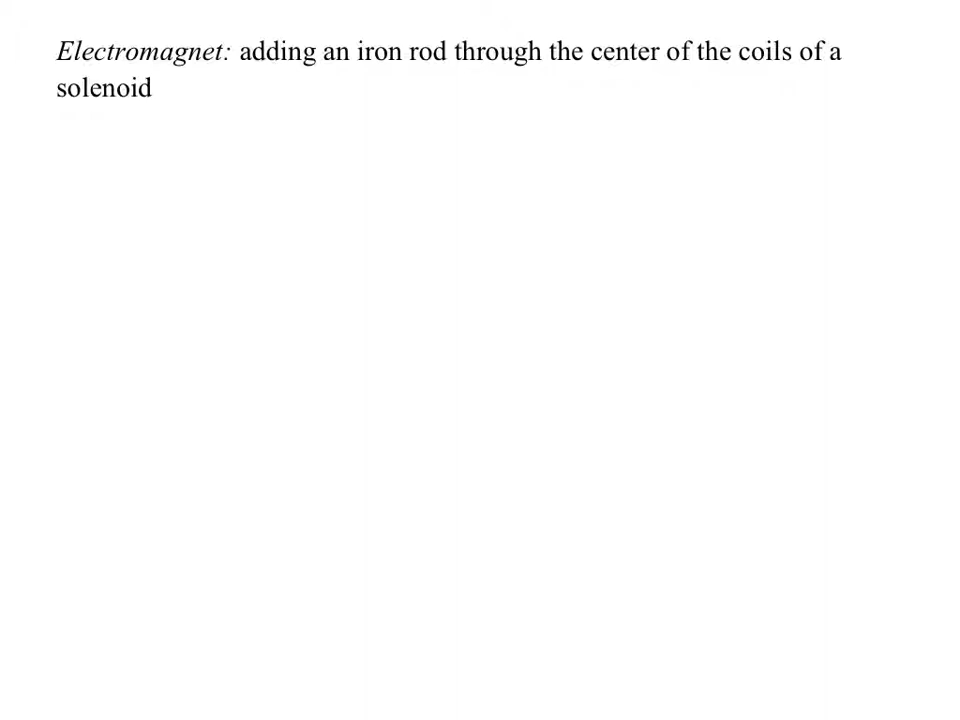 Electromagnet: adding an iron rod through the center of the coils of a
solenoid